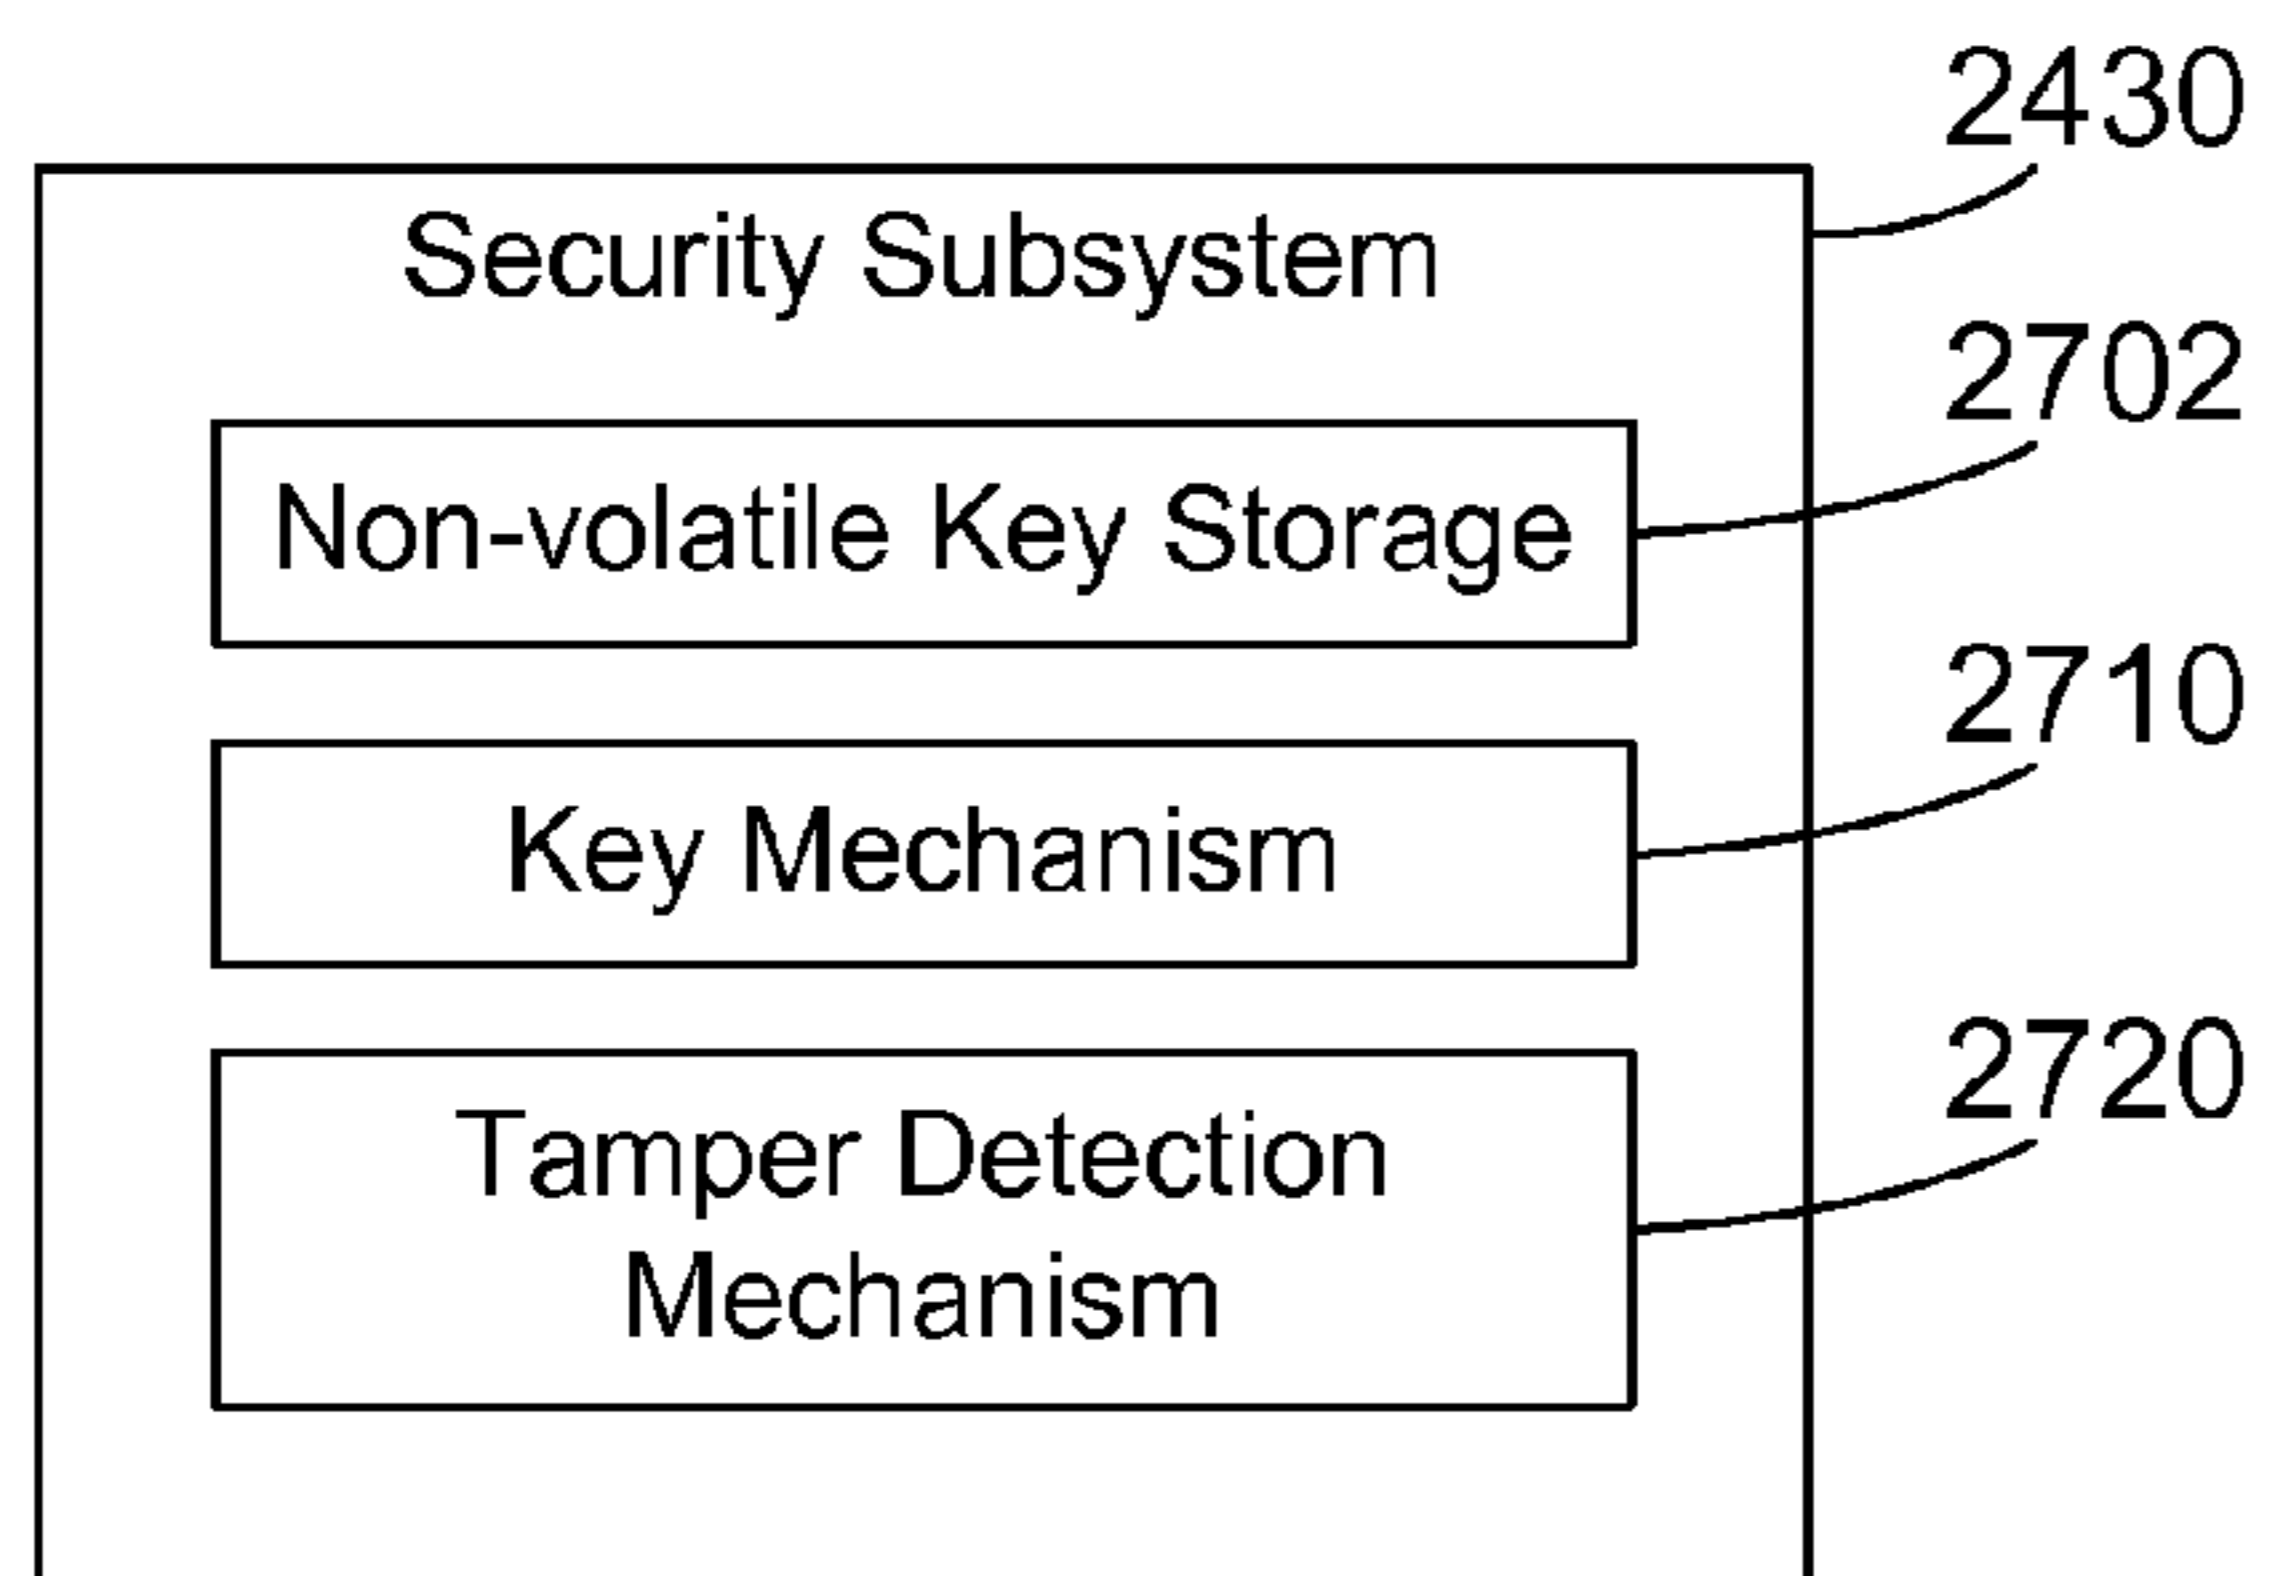 2430
Security Subsystem
2702
Non-volatile Key Storage
2710
Key Mechanism
2720
Tamper Detection
Mechanism